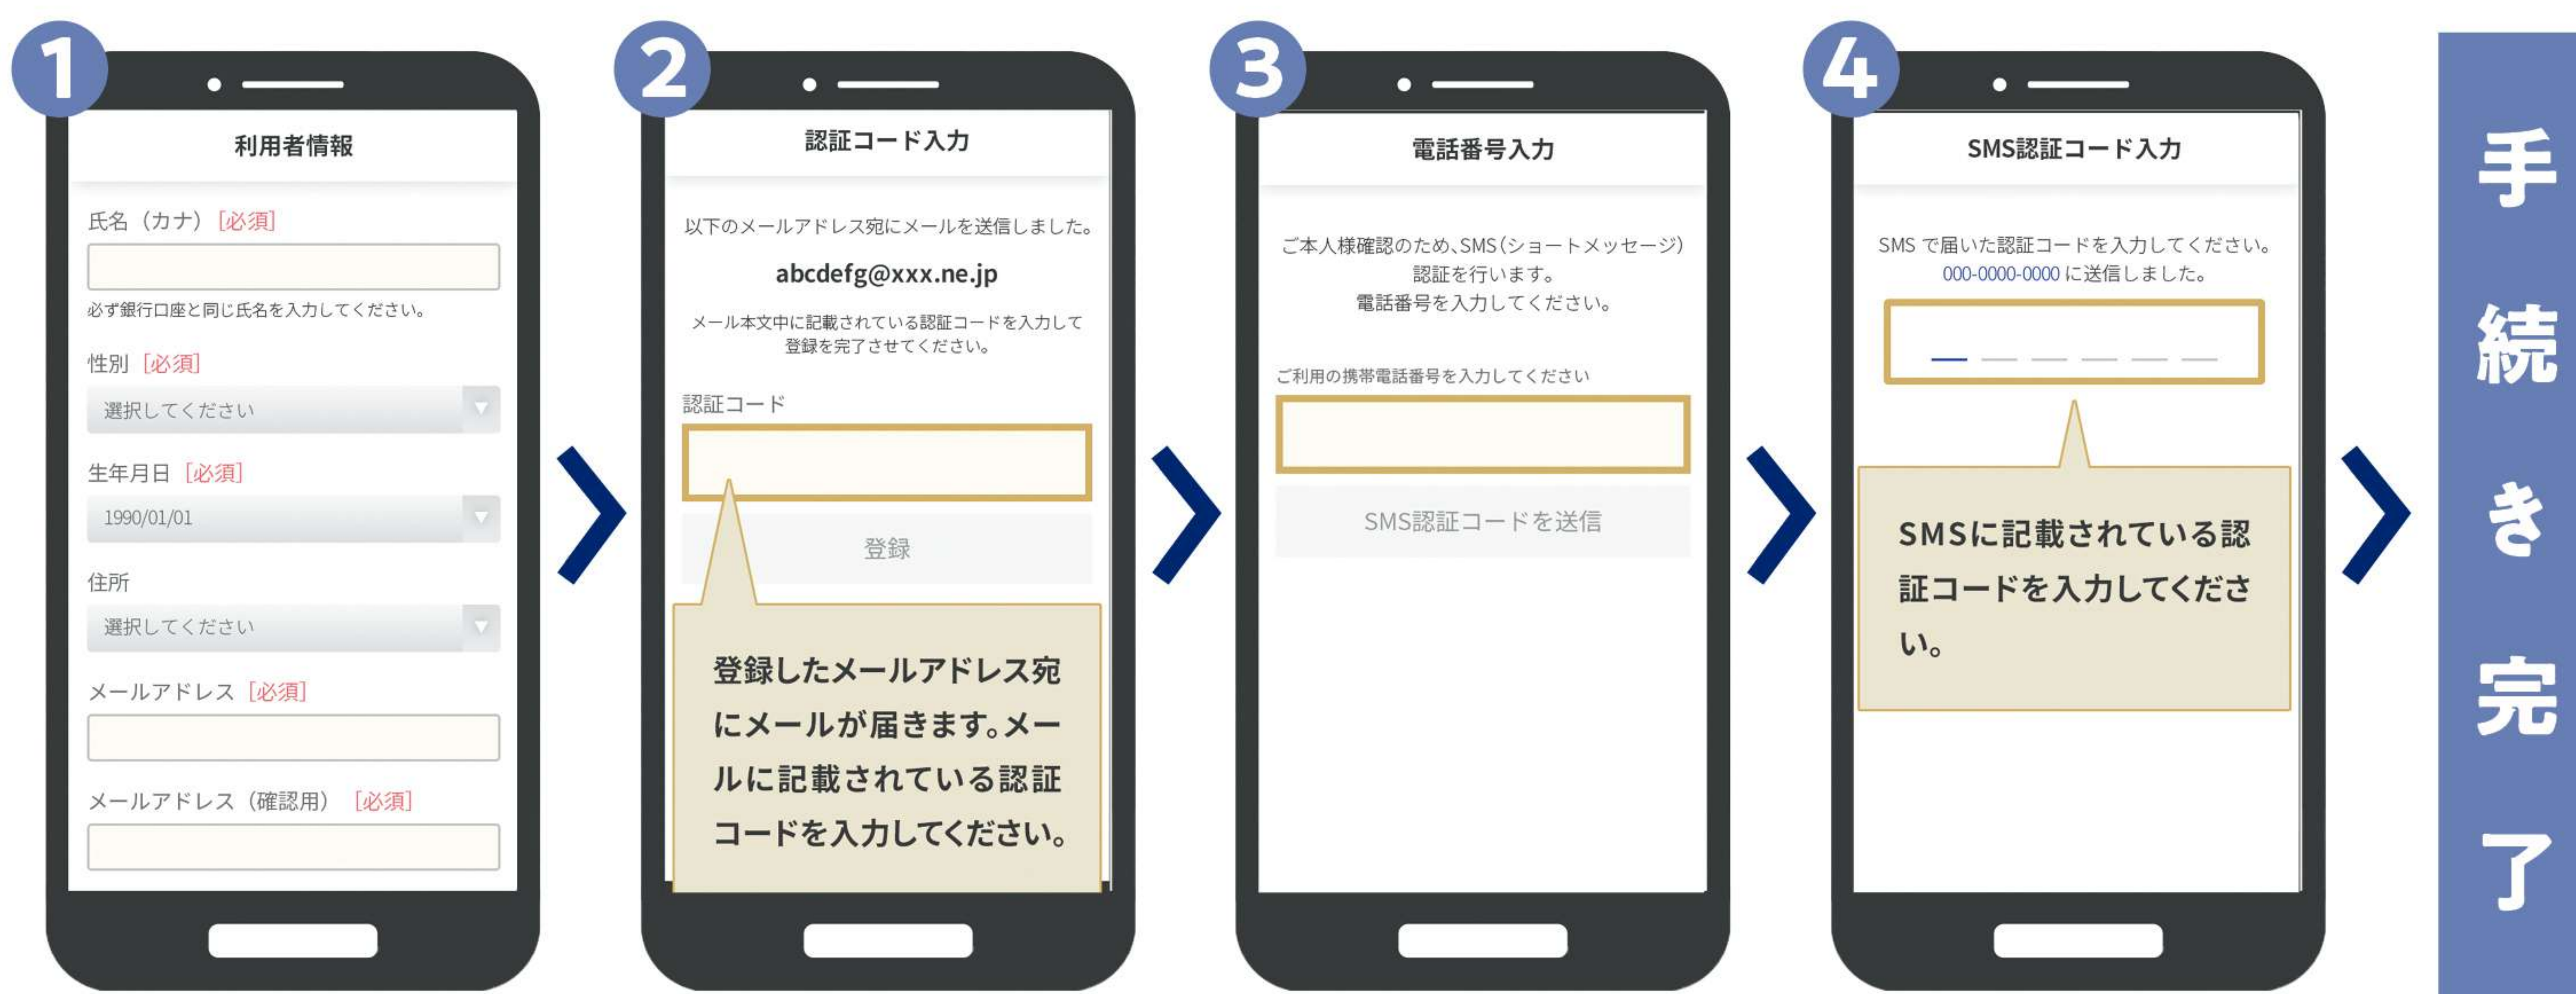 1
利用者情報
氏名（カナ）［必須］
必ず銀行口座と同じ氏名を入力してください。
性別［必須］
選択してください
生年月日［必須］
1990/01/01
住所
選択してください
メールアドレス［必須］
メールアドレス（確認用）［必須］
2
認証コード入力
以下のメールアドレス宛にメールを送信しました。
abcdefg@xxx.ne.jp
メール本文中に記載されている認証コードを入力して
登録を完了させてください。
認証コード
登録
登録したメールアドレス宛
にメールが届きます。メー
ルに記載されている認証
コードを入力してください。
3
電話番号入力
ご本人様確認のため、SMS（ショートメッセージ）
認証を行います。
電話番号を入力してください。
ご利用の携帯電話番号を入力してください
SMS認証コードを送信
4
SMS認証コード入力
SMS で届いた認証コードを入力してください。
000-0000-0000 に送信しました。
SMSに記載されている認
証コードを入力してくださ
い。
手続き完了